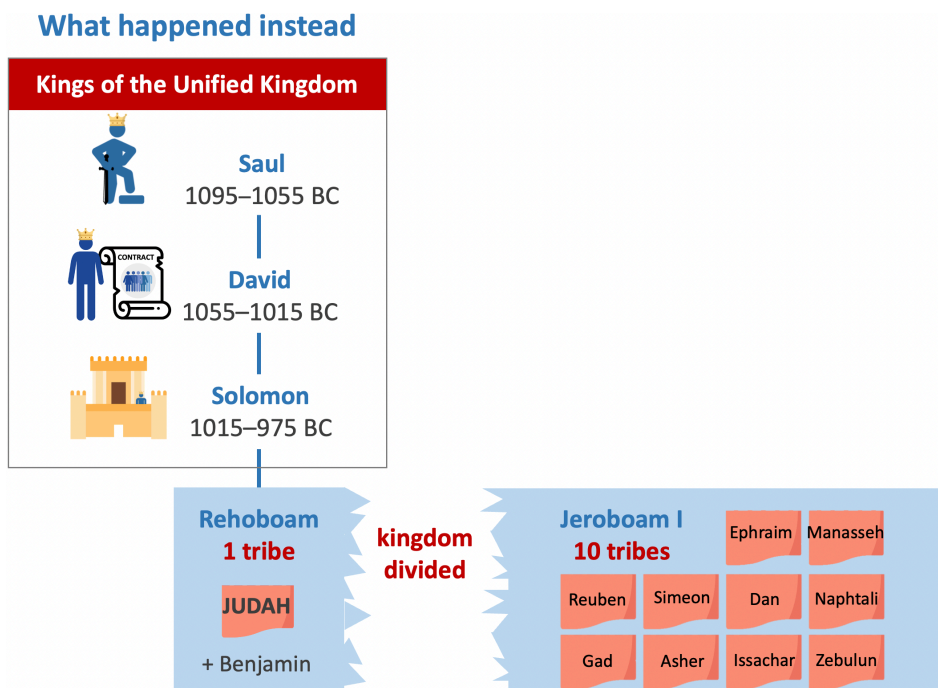 What happened instead
Kings of the Unified Kingdom
Saul
1095–1055 BC
CONTRACT
David
1055–1015 BC
Solomon
1015–975 BC
Rehoboam
1 tribe
JUDAH
+ Benjamin
kingdom
divided
Jeroboam I
10 tribes
Ephraim Manasseh
Reuben Simeon Dan Naphtali
Gad Asher Issachar Zebulun